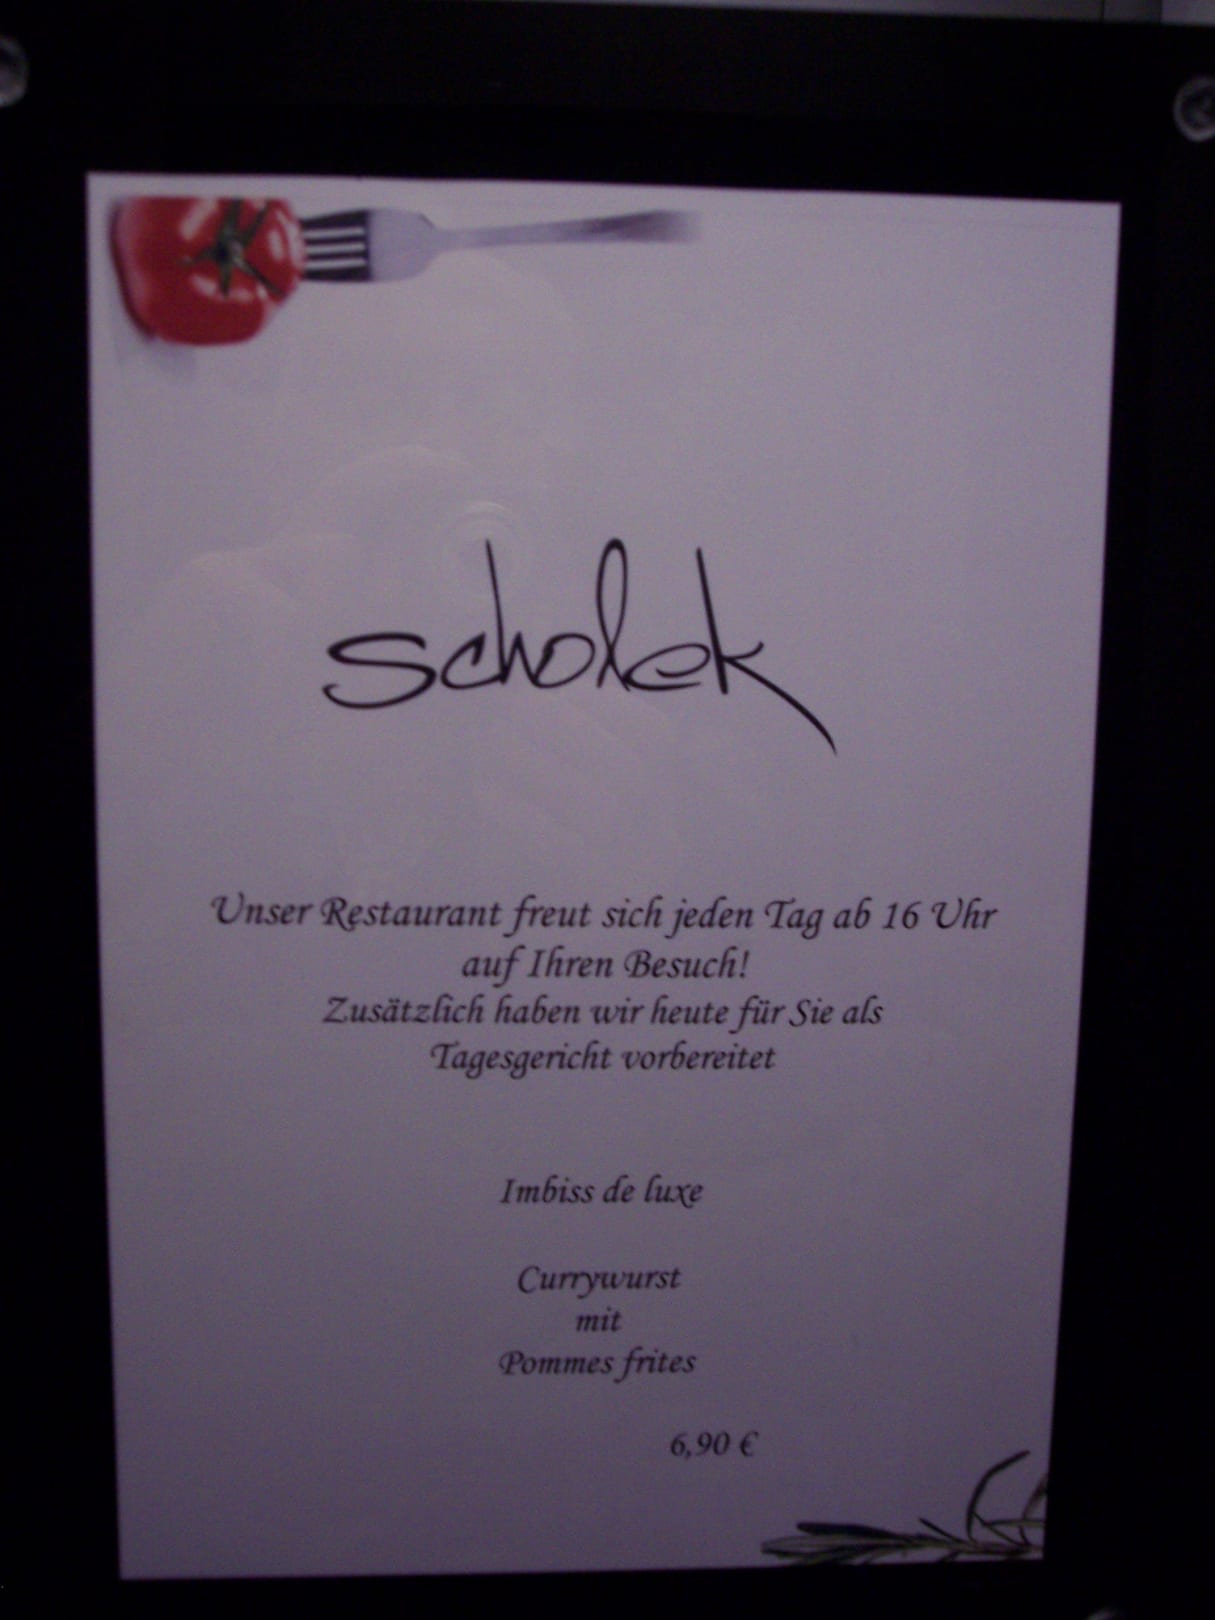 scholek
Unser Restaurant freut sich jeden Tag ab 16 Uhr
auf Ihren Besuch!
Zusätzlich haben wir heute für Sie als
Tagesgericht vorbereitet
Imbiss de luxe
Currywurst
mit
Pommes frites
6,90 €